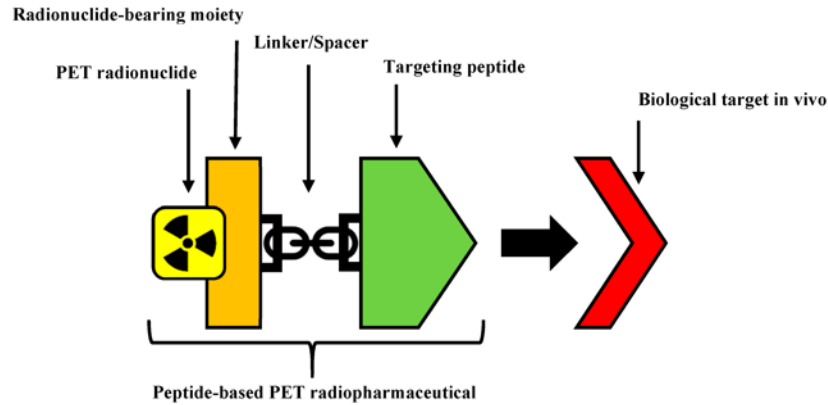 Radionuclide-bearing moiety
Linker/Spacer
PET radionuclide
Targeting peptide
Biological target in vivo
Peptide-based PET radiopharmaceutical